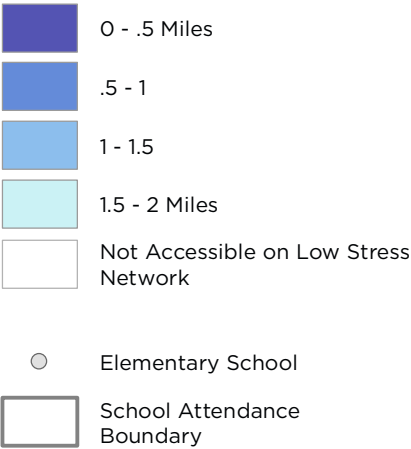 0 - .5 Miles
.5 - 1
1 - 1.5
1.5 - 2 Miles
Not Accessible on Low Stress
Network
Elementary School
School Attendance
Boundary